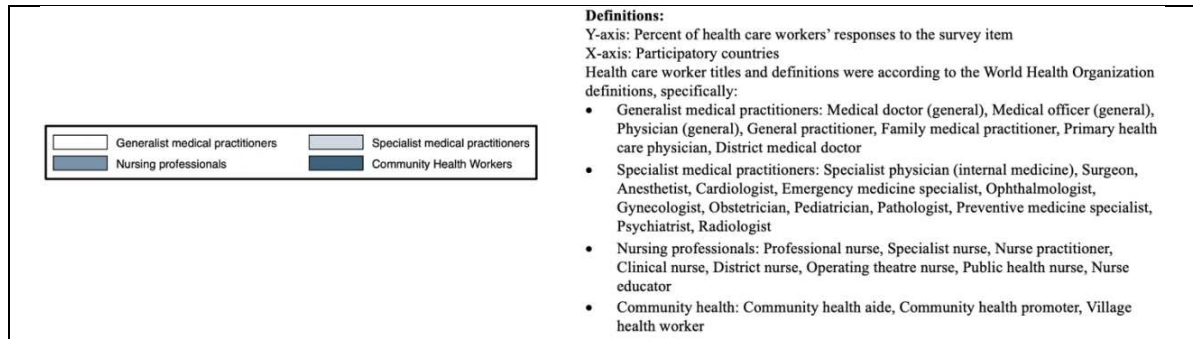 Generalist medical practitioners
Specialist medical practitioners
Nursing professionals
Community Health Workers
Definitions:
Y-axis: Percent of health care workers' responses to the survey item
X-axis: Participatory countries
Health care worker titles and definitions were according to the World Health Organization
definitions, specifically:
• Generalist medical practitioners: Medical doctor (general), Medical officer (general),
Physician (general), General practitioner, Family medical practitioner, Primary health
care physician, District medical doctor
• Specialist medical practitioners: Specialist physician (internal medicine), Surgeon,
Anesthetist, Cardiologist, Emergency medicine specialist, Ophthalmologist,
Gynecologist, Obstetrician, Pediatrician, Pathologist, Preventive medicine specialist,
Psychiatrist, Radiologist
• Nursing professionals: Professional nurse, Specialist nurse, Nurse practitioner,
Clinical nurse, District nurse, Operating theatre nurse, Public health nurse, Nurse
educator
• Community health: Community health aide, Community health promoter, Village
health worker